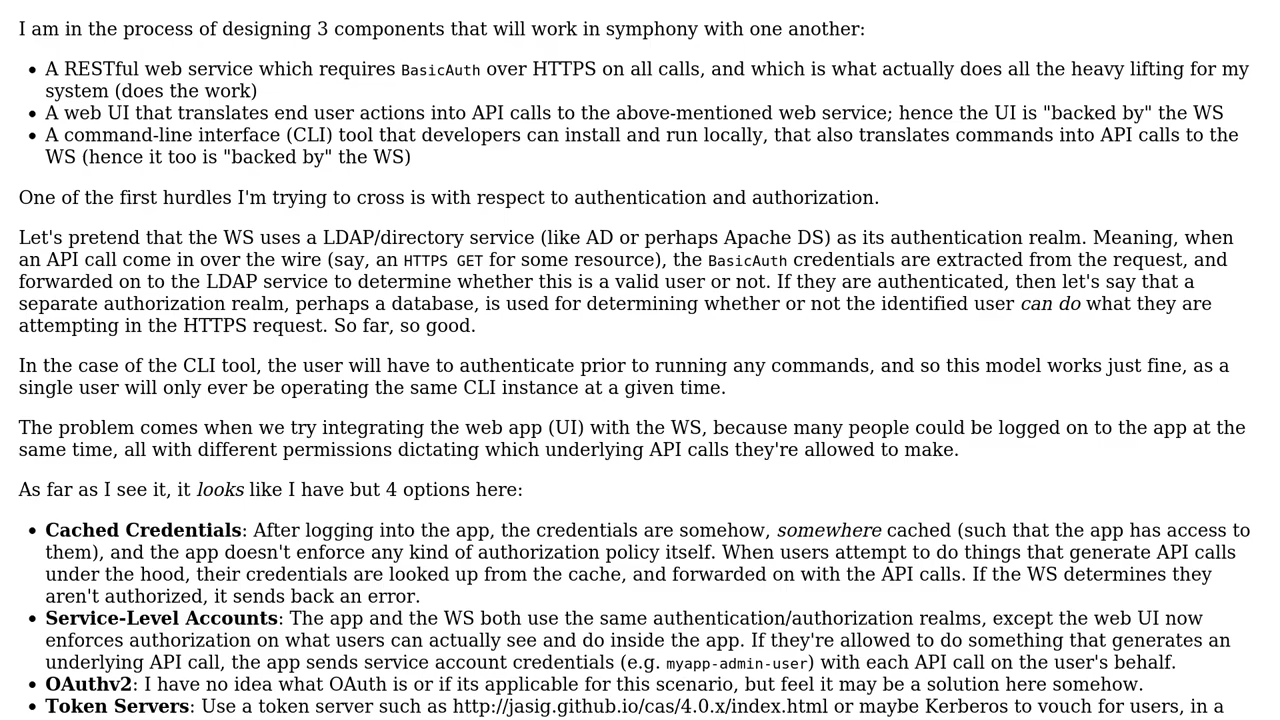 I am in the process of designing 3 components that will work in symphony with one another:
• A RESTful web service which requires BasicAuth over HTTPS on all calls, and which is what actually does all the heavy lifting for my
system (does the work)
• A web UI that translates end user actions into API calls to the above-mentioned web service; hence the UI is "backed by" the WS
• A command-line interface (CLI) tool that developers can install and run locally, that also translates commands into API calls to the
WS (hence it too is "backed by" the WS)
One of the first hurdles I'm trying to cross is with respect to authentication and authorization.
Let's pretend that the WS uses a LDAP/directory service (like AD or perhaps Apache DS) as its authentication realm. Meaning, when
an API call come in over the wire (say, an HTTPS GET for some resource), the BasicAuth credentials are extracted from the request, and
forwarded on to the LDAP service to determine whether this is a valid user or not. If they are authenticated, then let's say that a
separate authorization realm, perhaps a database, is used for determining whether or not the identified user can do what they are
attempting in the HTTPS request. So far, so good.
In the case of the CLI tool, the user will have to authenticate prior to running any commands, and so this model works just fine, as a
single user will only ever be operating the same CLI instance at a given time.
The problem comes when we try integrating the web app (UI) with the WS, because many people could be logged on to the app at the
same time, all with different permissions dictating which underlying API calls they're allowed to make.
As far as I see it, it looks like I have but 4 options here:
• Cached Credentials: After logging into the app, the credentials are somehow, somewhere cached (such that the app has access to
them), and the app doesn't enforce any kind of authorization policy itself. When users attempt to do things that generate API calls
under the hood, their credentials are looked up from the cache, and forwarded on with the API calls. If the WS determines they
aren't authorized, it sends back an error.
• Service-Level Accounts: The app and the WS both use the same authentication/authorization realms, except the web UI now
enforces authorization on what users can actually see and do inside the app. If they're allowed to do something that generates an
underlying API call, the app sends service account credentials (e.g. myapp-admin-user) with each API call on the user's behalf.
• OAuthv2: I have no idea what OAuth is or if its applicable for this scenario, but feel it may be a solution here somehow.
• Token Servers: Use a token server such as http://jasig.github.io/cas/4.0.x/index.html or maybe Kerberos to vouch for users, in a